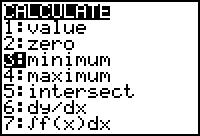 CALCULATE
1:value
2:zero
3:minimum
4:maximum
5:intersect
6:dy/dx
7:∫f(x)dx